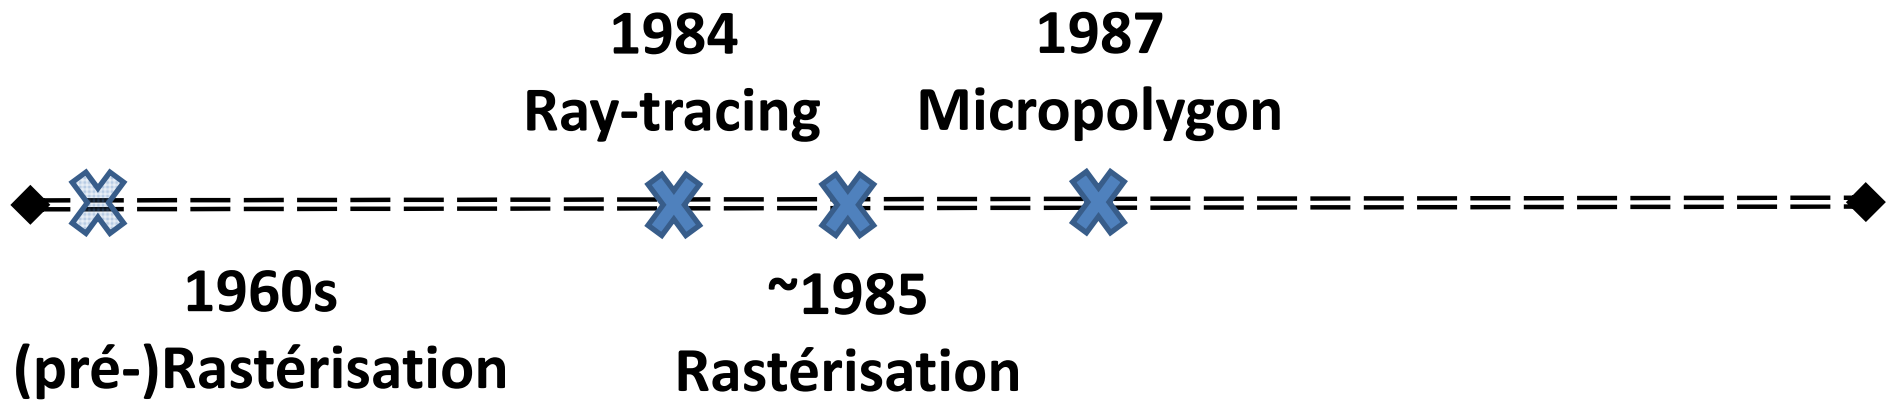 1984
Ray-tracing
1987
Micropolygon
1960s
(pré-)Rastérisation
~1985
Rastérisation